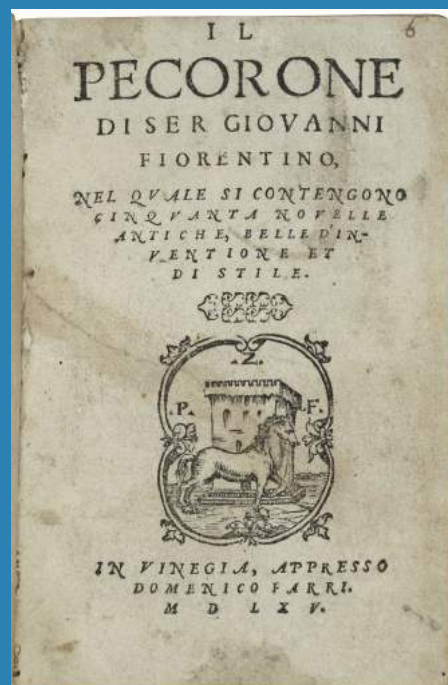 6
IL
PECORONE
DI SER GIOVANNI
FIORENTINO,
NEL QVALE SI CONTENGONO
CINQVANTA NOVELLE
ANTICHE, BELLE D'IN-
VENTIONE ET
DI STILE.
.Z.
.P. .F.
IN VINEGIA, APPRESSO
DOMENICO FARRI.
M D LXV.